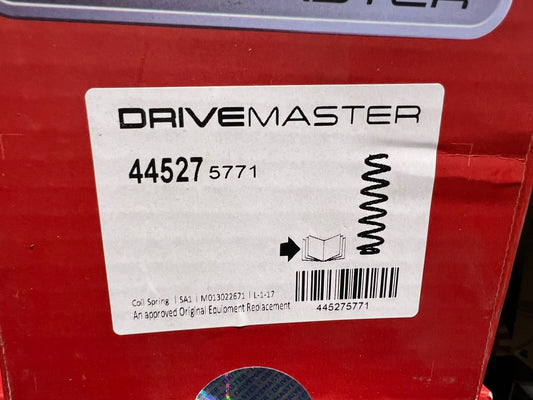 DRIVEMASTER
44527 5771
Coil Spring | SA1 | M013022671 | L-1-17
An approved Original Equipment Replacement
445275771